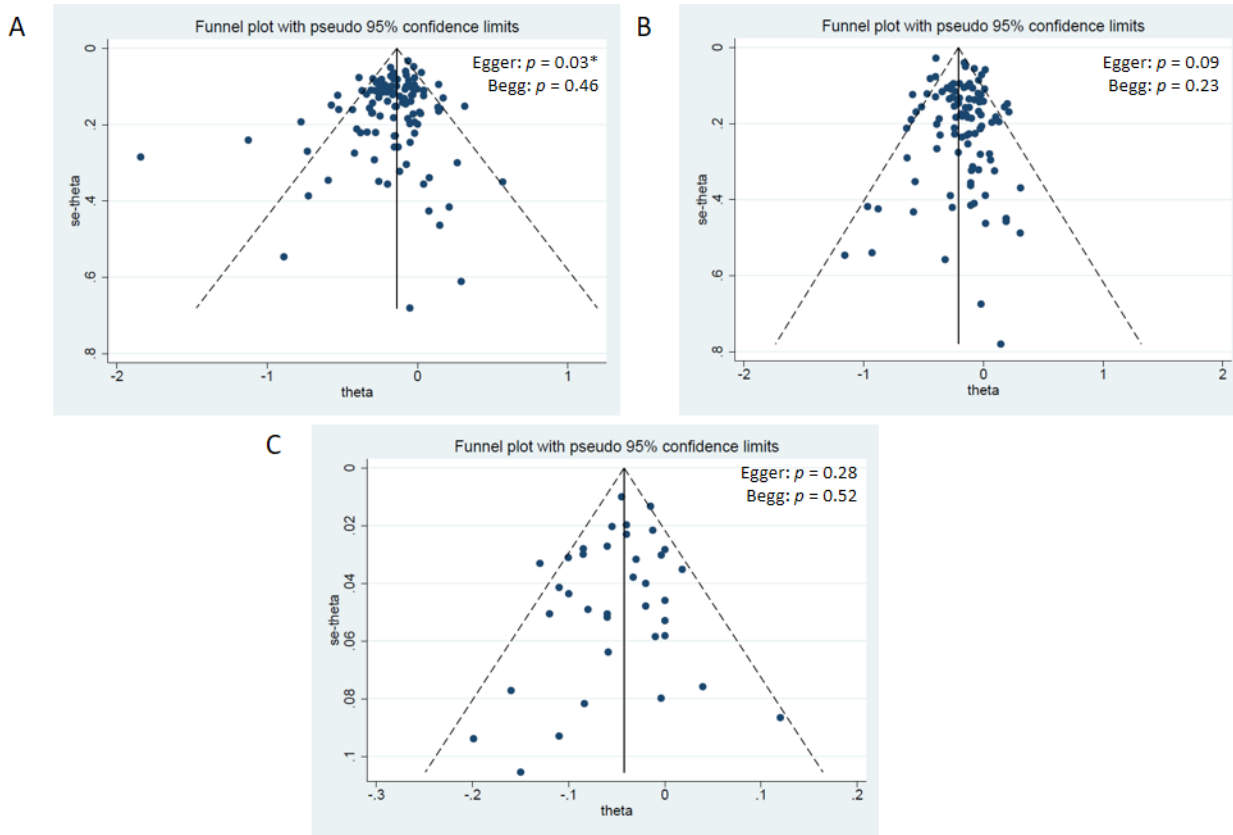 A
Funnel plot with pseudo 95% confidence limits
Egger: p = 0.03*
Begg: p = 0.46
se-theta
0
.2
.4
.6
.8
-2
-1
0
1
theta
B
Funnel plot with pseudo 95% confidence limits
Egger: p = 0.09
Begg: p = 0.23
se-theta
0
.2
.4
.6
.8
-2
-1
0
1
2
theta
C
Funnel plot with pseudo 95% confidence limits
Egger: p = 0.28
Begg: p = 0.52
se-theta
0
.02
.04
.06
.08
.1
-.3
-.2
-.1
0
.1
.2
theta